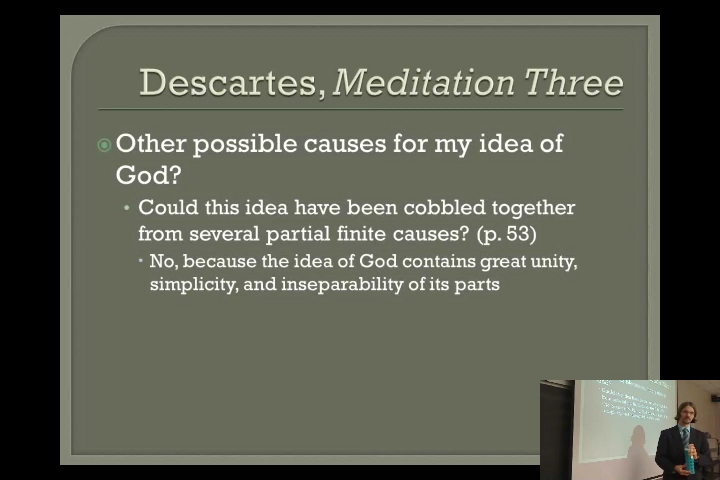 Descartes, Meditation Three
Other possible causes for my idea of
God?
Could this idea have been cobbled together
from several partial finite causes? (p. 53)
No, because the idea of God contains great unity,
simplicity, and inseparability of its parts